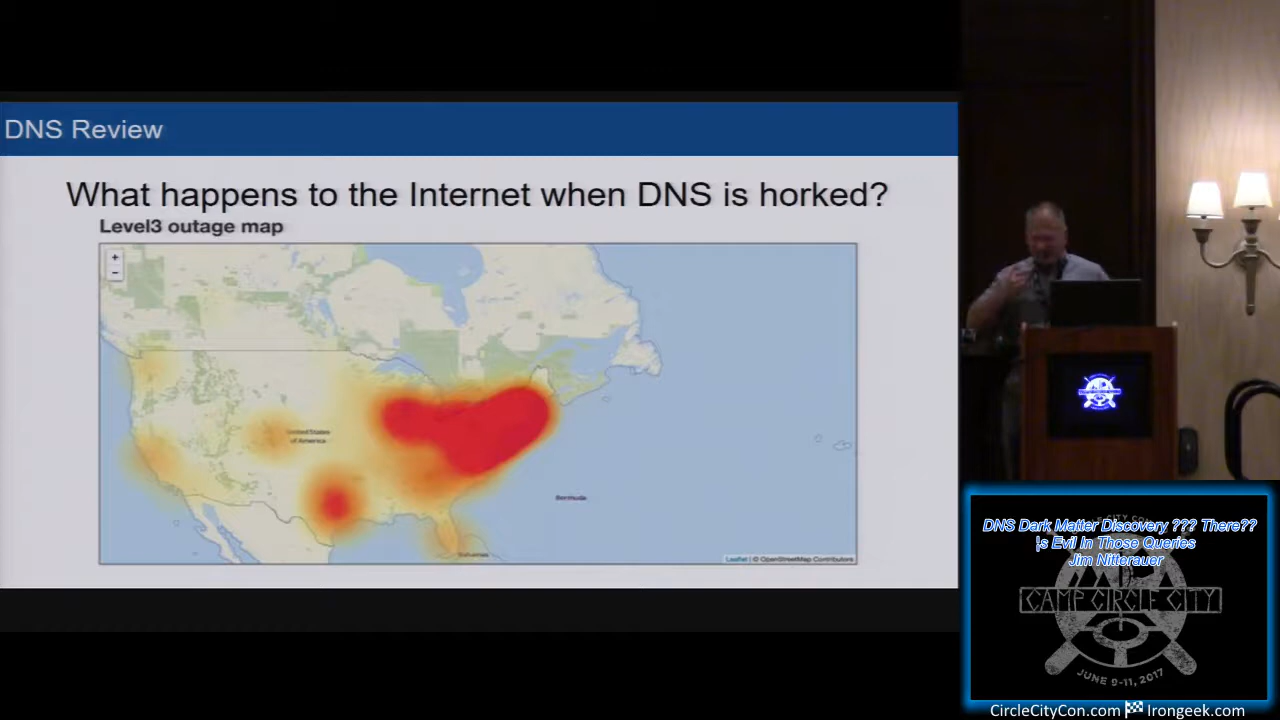 DNS Review
What happens to the Internet when DNS is horked?
Level3 outage map
+
−
United States
of America
Bermuda
Bahamas
Leaflet | © OpenStreetMap Contributors
DNS Dark Matter Discovery ??? There??
s Evil In Those Queries
Jim Nitterauer
CAMP CIRCLE CITY
JUNE 9-11, 2017
CircleCityCon.com Irongeek.com